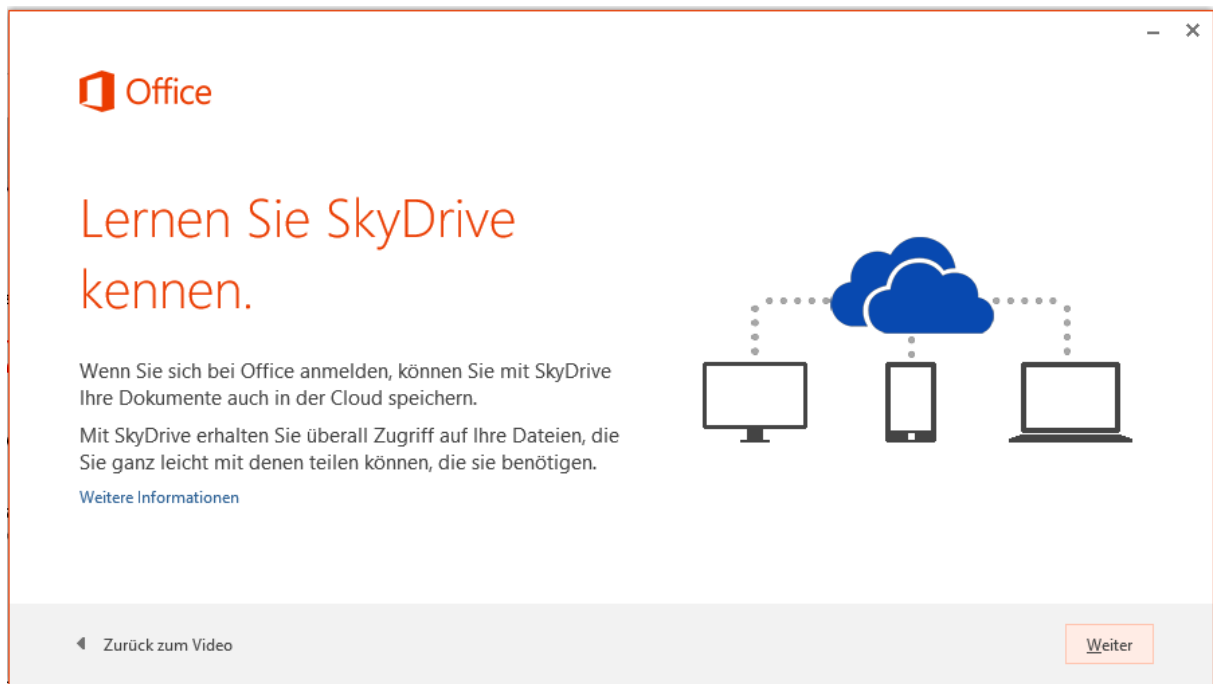 Office
Lernen Sie SkyDrive
kennen.
Wenn Sie sich bei Office anmelden, können Sie mit SkyDrive
Ihre Dokumente auch in der Cloud speichern.
Mit SkyDrive erhalten Sie überall Zugriff auf Ihre Dateien, die
Sie ganz leicht mit denen teilen können, die sie benötigen.
Weitere Informationen
Zurück zum Video
Weiter